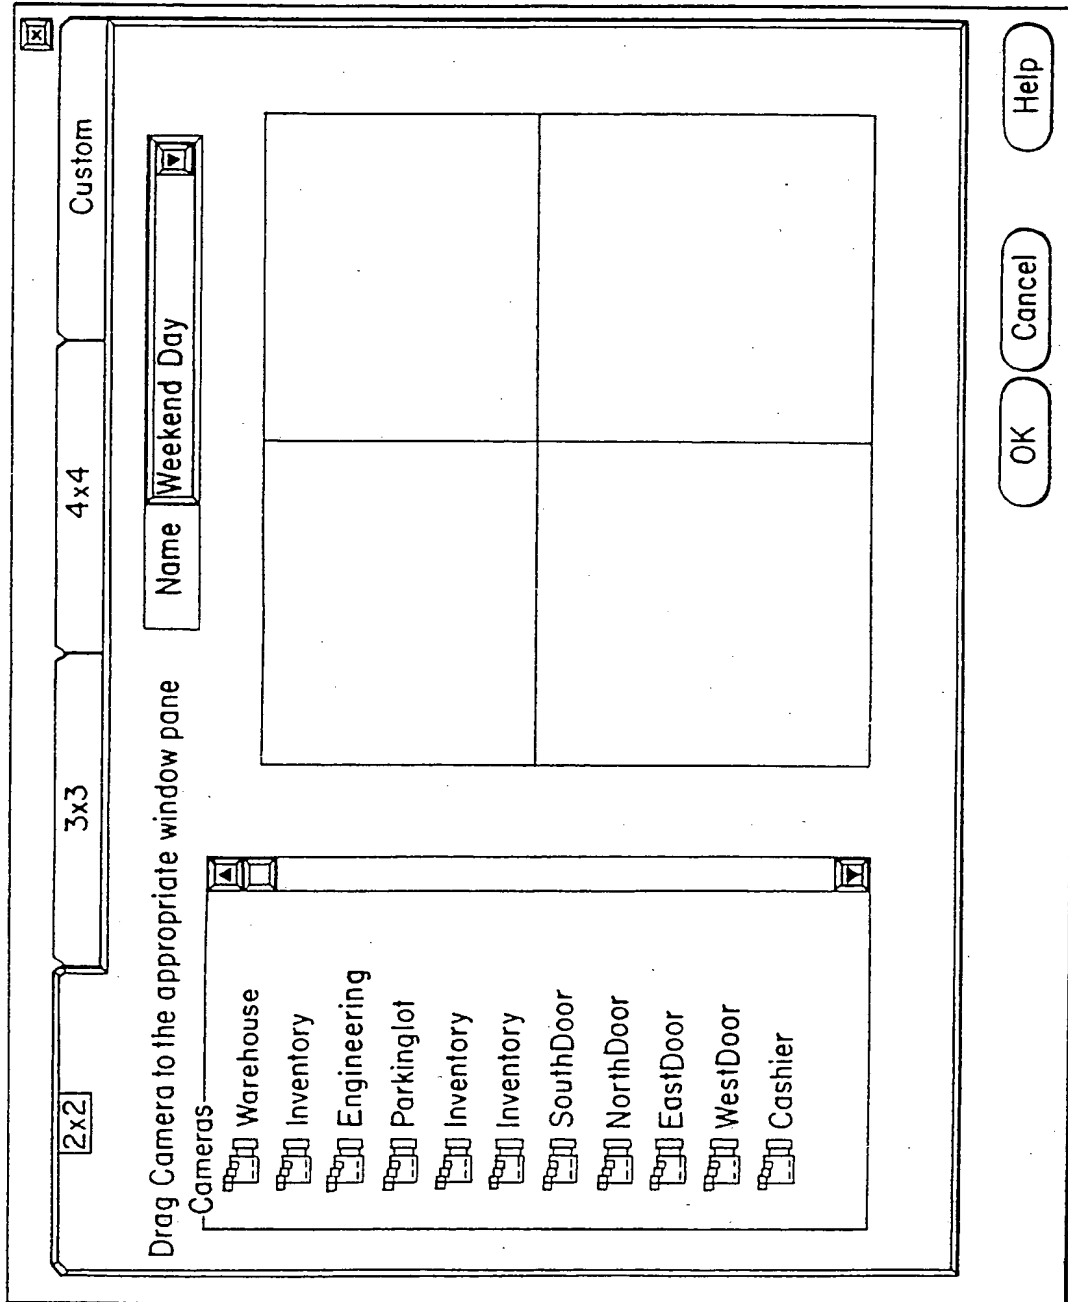 2x2
3x3
4x4
Custom
Drag Camera to the appropriate window pane
Name
Weekend Day
Cameras
Warehouse
Inventory
Engineering
Parkinglot
Inventory
Inventory
SouthDoor
NorthDoor
EastDoor
WestDoor
Cashier
OK
Cancel
Help